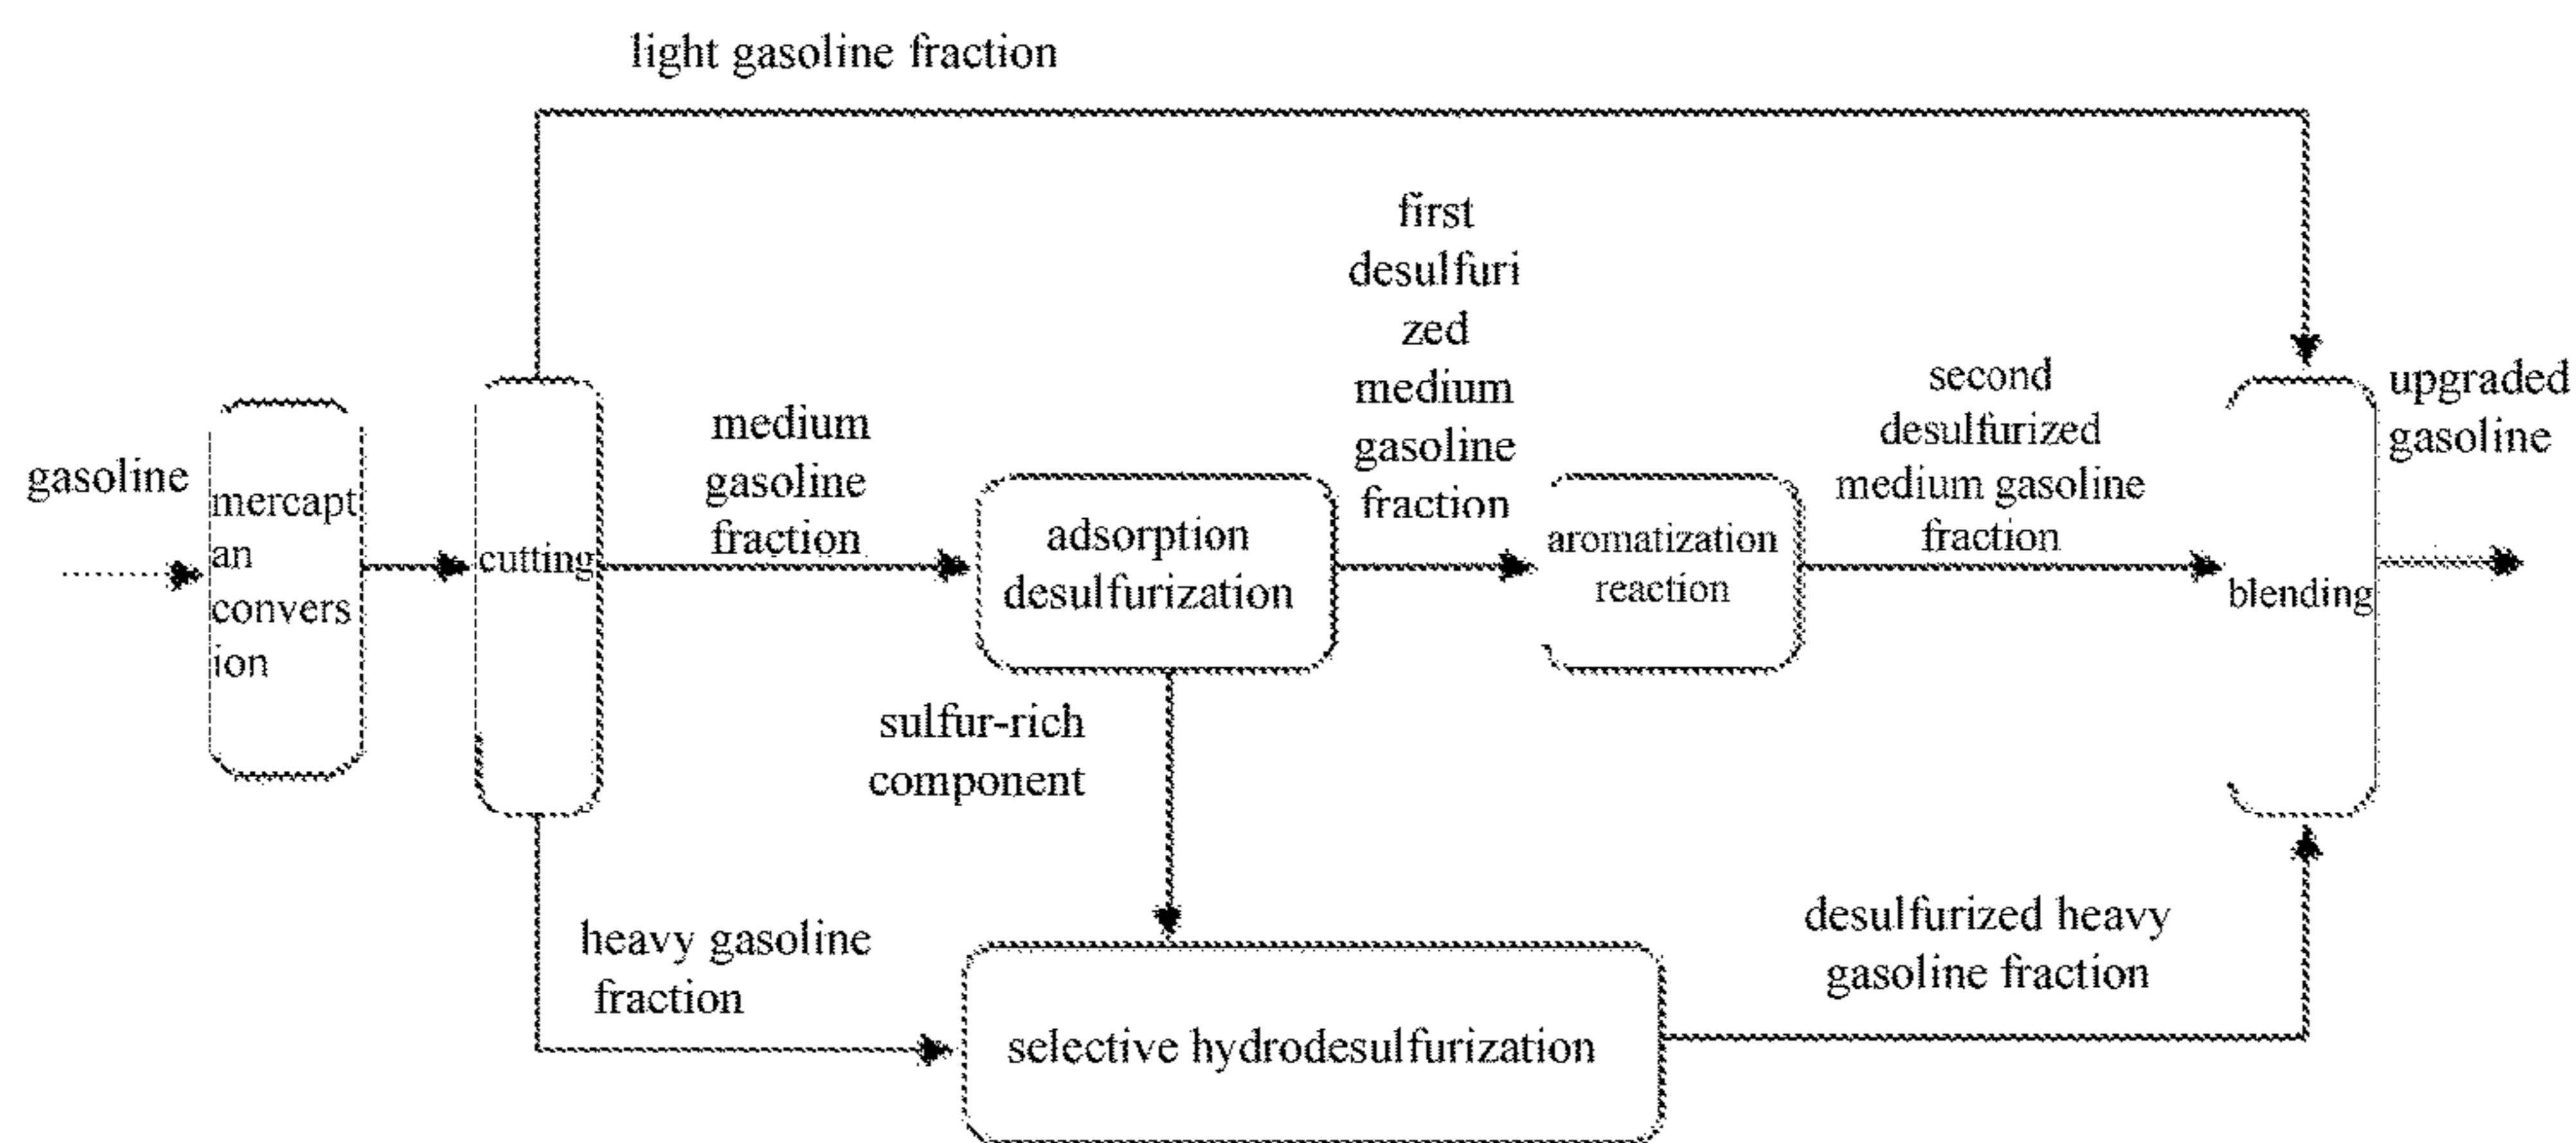 light gasoline fraction
gasoline
mercapt
an
convers
ion
cutting
medium
gasoline
fraction
adsorption
desulfurization
first
desulfuri
zed
medium
gasoline
fraction
aromatization
reaction
second
desulfurized
medium gasoline
fraction
blending
upgraded
gasoline
sulfur-rich
component
heavy gasoline
fraction
selective hydrodesulfurization
desulfurized heavy
gasoline fraction